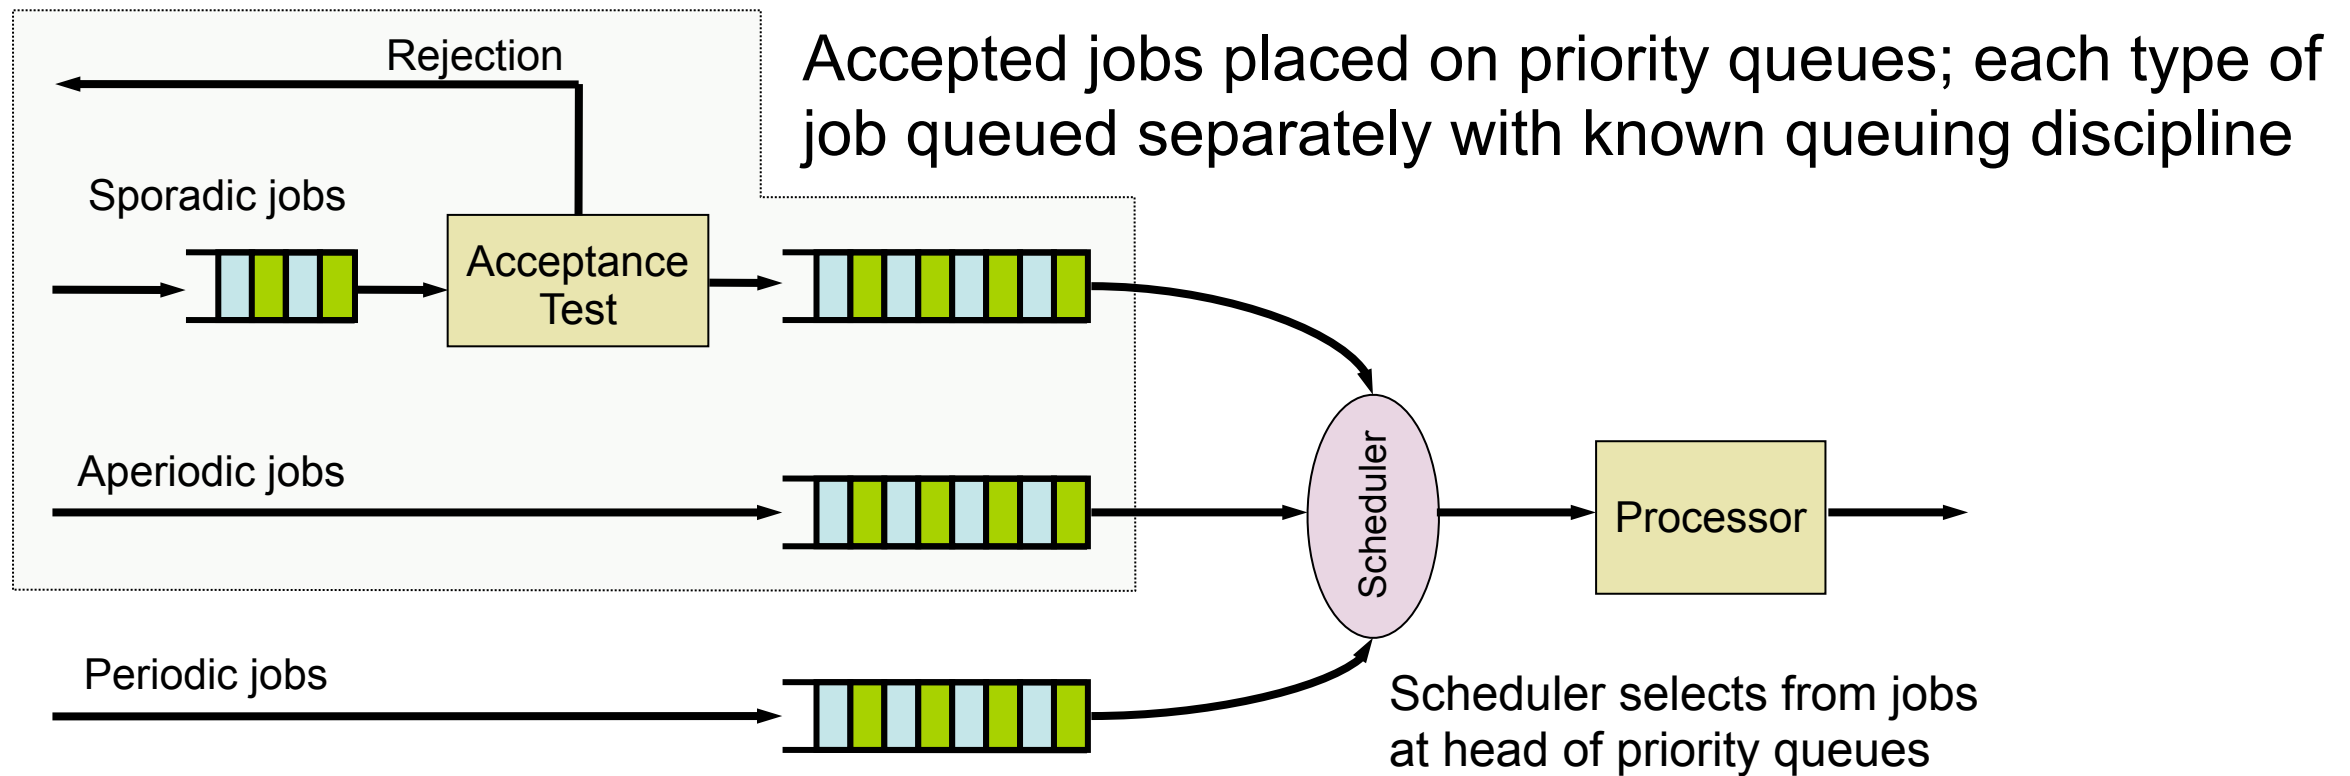 Rejection
Accepted jobs placed on priority queues; each type of
job queued separately with known queuing discipline
Sporadic jobs
Acceptance
Test
Aperiodic jobs
Scheduler
Processor
Periodic jobs
Scheduler selects from jobs
at head of priority queues